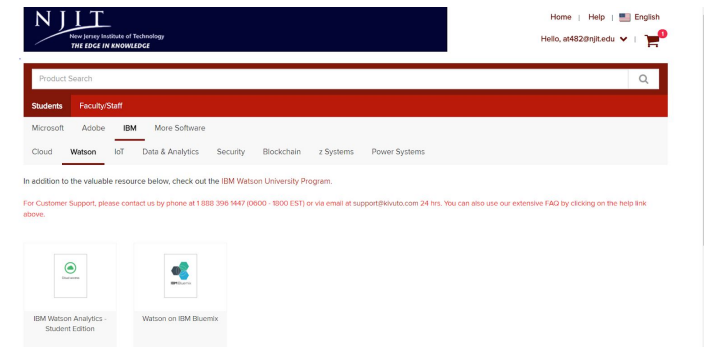 NJIT
New Jersey Institute of Technology
THE EDGE IN KNOWLEDGE
Home | Help | English
Hello, at482@njit.edu | 1
Product Search
Students Faculty/Staff
Microsoft Adobe IBM More Software
Cloud Watson IoT Data & Analytics Security Blockchain z Systems Power Systems
In addition to the valuable resource below, check out the IBM Watson University Program.
For Customer Support, please contact us by phone at 1 888 396 1447 (0600 - 1800 EST) or via email at support@kivuto.com 24 hrs. You can also use our extensive FAQ by clicking on the help link
above.
IBM Bluemix
IBM Watson Analytics -
Student Edition
Watson on IBM Bluemix